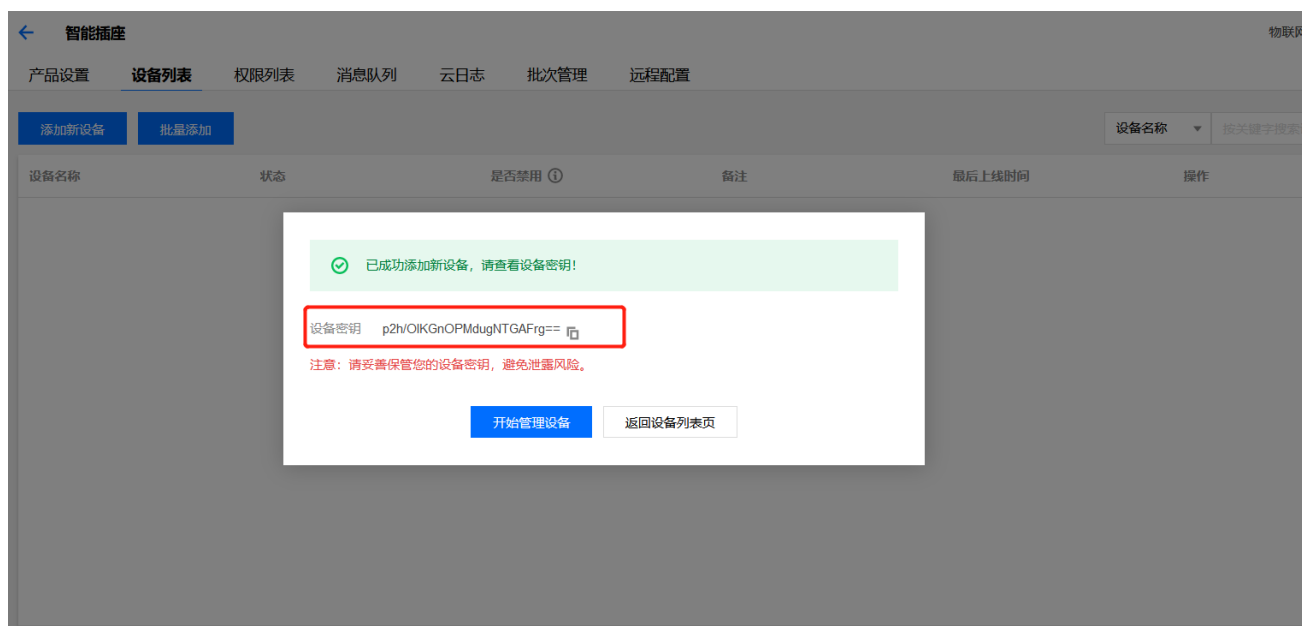 智能插座
物联网
产品设置 设备列表 权限列表 消息队列 云日志 批次管理 远程配置
添加新设备 批量添加 设备名称 按关键字搜索
设备名称 状态 是否禁用 备注 最后上线时间 操作
已成功添加新设备，请查看设备密钥！
设备密钥 p2h/OIKGnOPMdugNTGAFrg==
注意：请妥善保管您的设备密钥，避免泄露风险。
开始管理设备 返回设备列表页